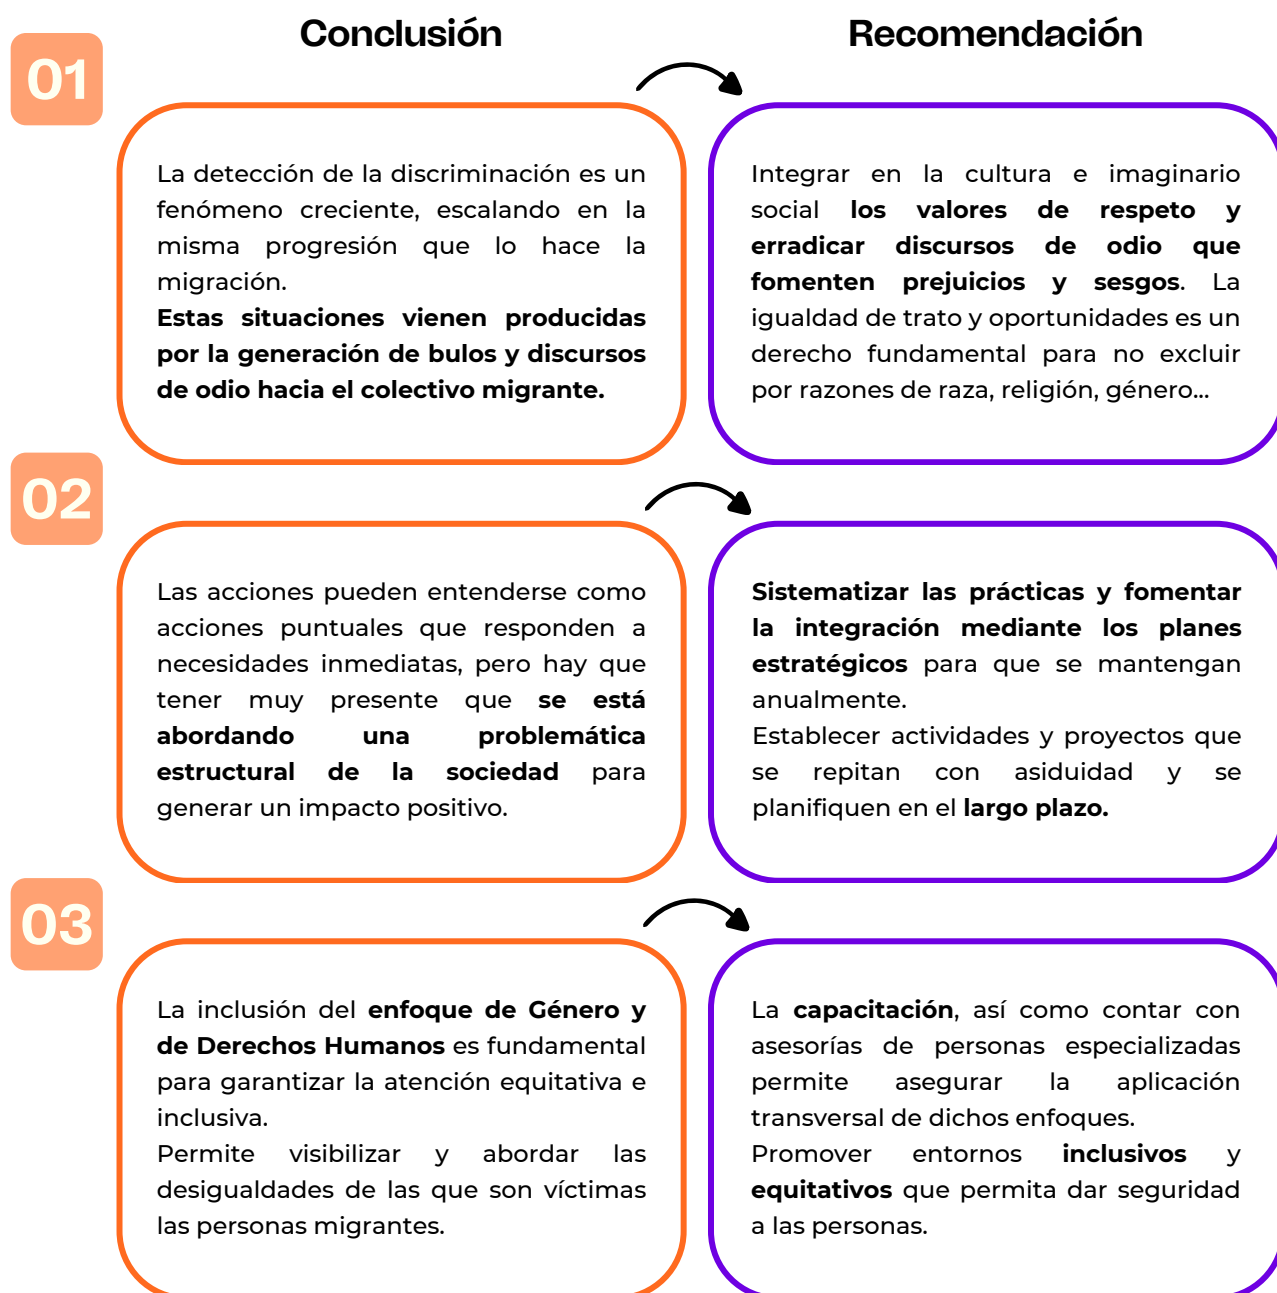 Conclusión
Recomendación
01
La detección de la discriminación es un
fenómeno creciente, escalando en la
misma progresión que lo hace la
migración.
Estas situaciones vienen producidas
por la generación de bulos y discursos
de odio hacia el colectivo migrante.
Integrar en la cultura e imaginario
social los valores de respeto y
erradicar discursos de odio que
fomenten prejuicios y sesgos. La
igualdad de trato y oportunidades es un
derecho fundamental para no excluir
por razones de raza, religión, género...
02
Las acciones pueden entenderse como
acciones puntuales que responden a
necesidades inmediatas, pero hay que
tener muy presente que se está
abordando una problemática
estructural de la sociedad para
generar un impacto positivo.
Sistematizar las prácticas y fomentar
la integración mediante los planes
estratégicos para que se mantengan
anualmente.
Establecer actividades y proyectos que
se repitan con asiduidad y se
planifiquen en el largo plazo.
03
La inclusión del enfoque de Género y
de Derechos Humanos es fundamental
para garantizar la atención equitativa e
inclusiva.
Permite visibilizar y abordar las
desigualdades de las que son víctimas
las personas migrantes.
La capacitación, así como contar con
asesorías de personas especializadas
permite asegurar la aplicación
transversal de dichos enfoques.
Promover entornos inclusivos y
equitativos que permita dar seguridad
a las personas.